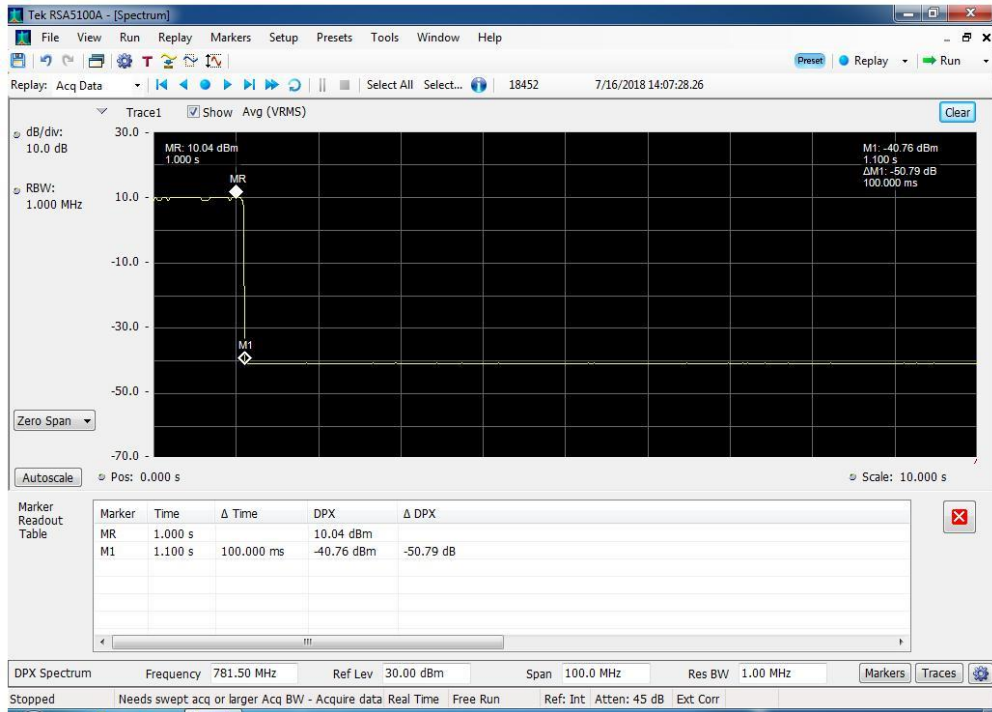 Tek RSA5100A - [Spectrum]
File View Run Replay Markers Setup Presets Tools Window Help
T
Preset Replay Run
Replay: Acq Data Select All Select... 18452 7/16/2018 14:07:28.26
Trace1 Show Avg (VRMS) Clear
dB/div:
10.0 dB
RBW:
1.000 MHz
30.0
10.0
-10.0
-30.0
-50.0
-70.0
MR: 10.04 dBm
1.000 s
MR
M1
M1: -40.76 dBm
1.100 s
ΔM1: -50.79 dB
100.000 ms
Zero Span
Autoscale Pos: 0.000 s Scale: 10.000 s
Marker
Readout
Table
Marker Time Δ Time DPX Δ DPX
MR 1.000 s 10.04 dBm
M1 1.100 s 100.000 ms -40.76 dBm -50.79 dB
DPX Spectrum Frequency 781.50 MHz Ref Lev 30.00 dBm Span 100.0 MHz Res BW 1.00 MHz Markers Traces
Stopped Needs swept acq or larger Acq BW - Acquire data Real Time Free Run Ref: Int Atten: 45 dB Ext Corr